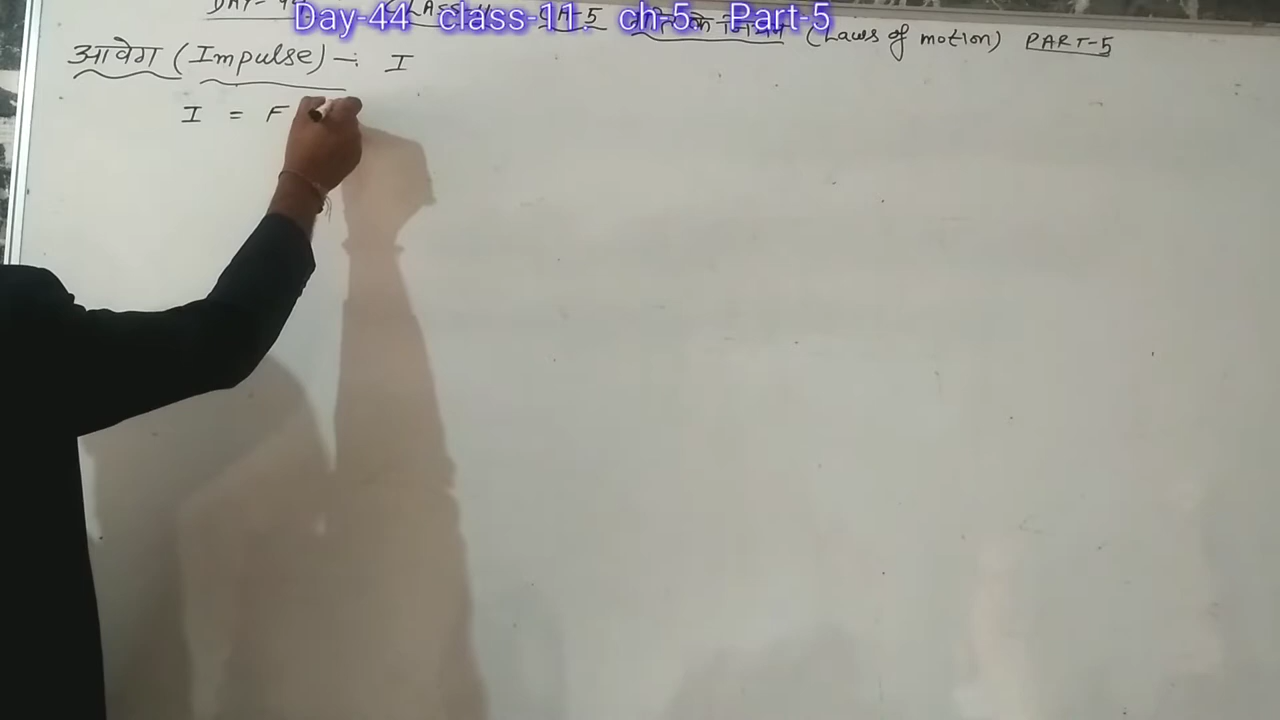 Day-44 class-11. ch-5. Part-5
(Laws of motion) PART-5
आवेग (Impulse) -: I
I = F